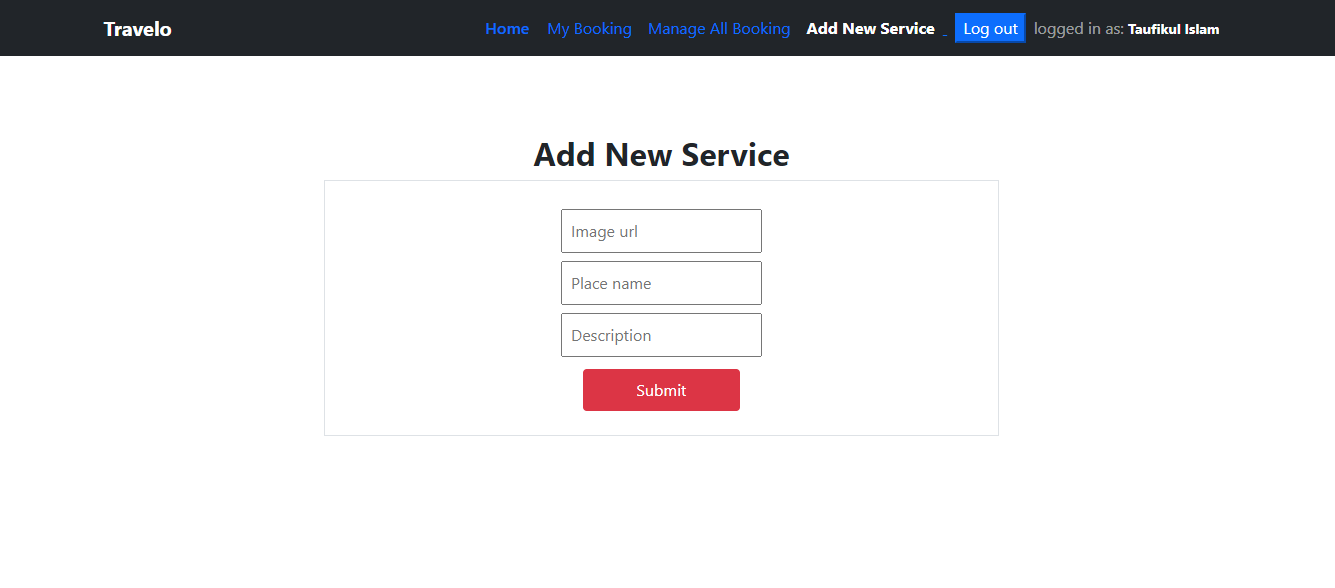 Travelo Home My Booking Manage All Booking Add New Service _ Log out logged in as: Taufikul Islam
Add New Service
Image url
Place name
Description
Submit